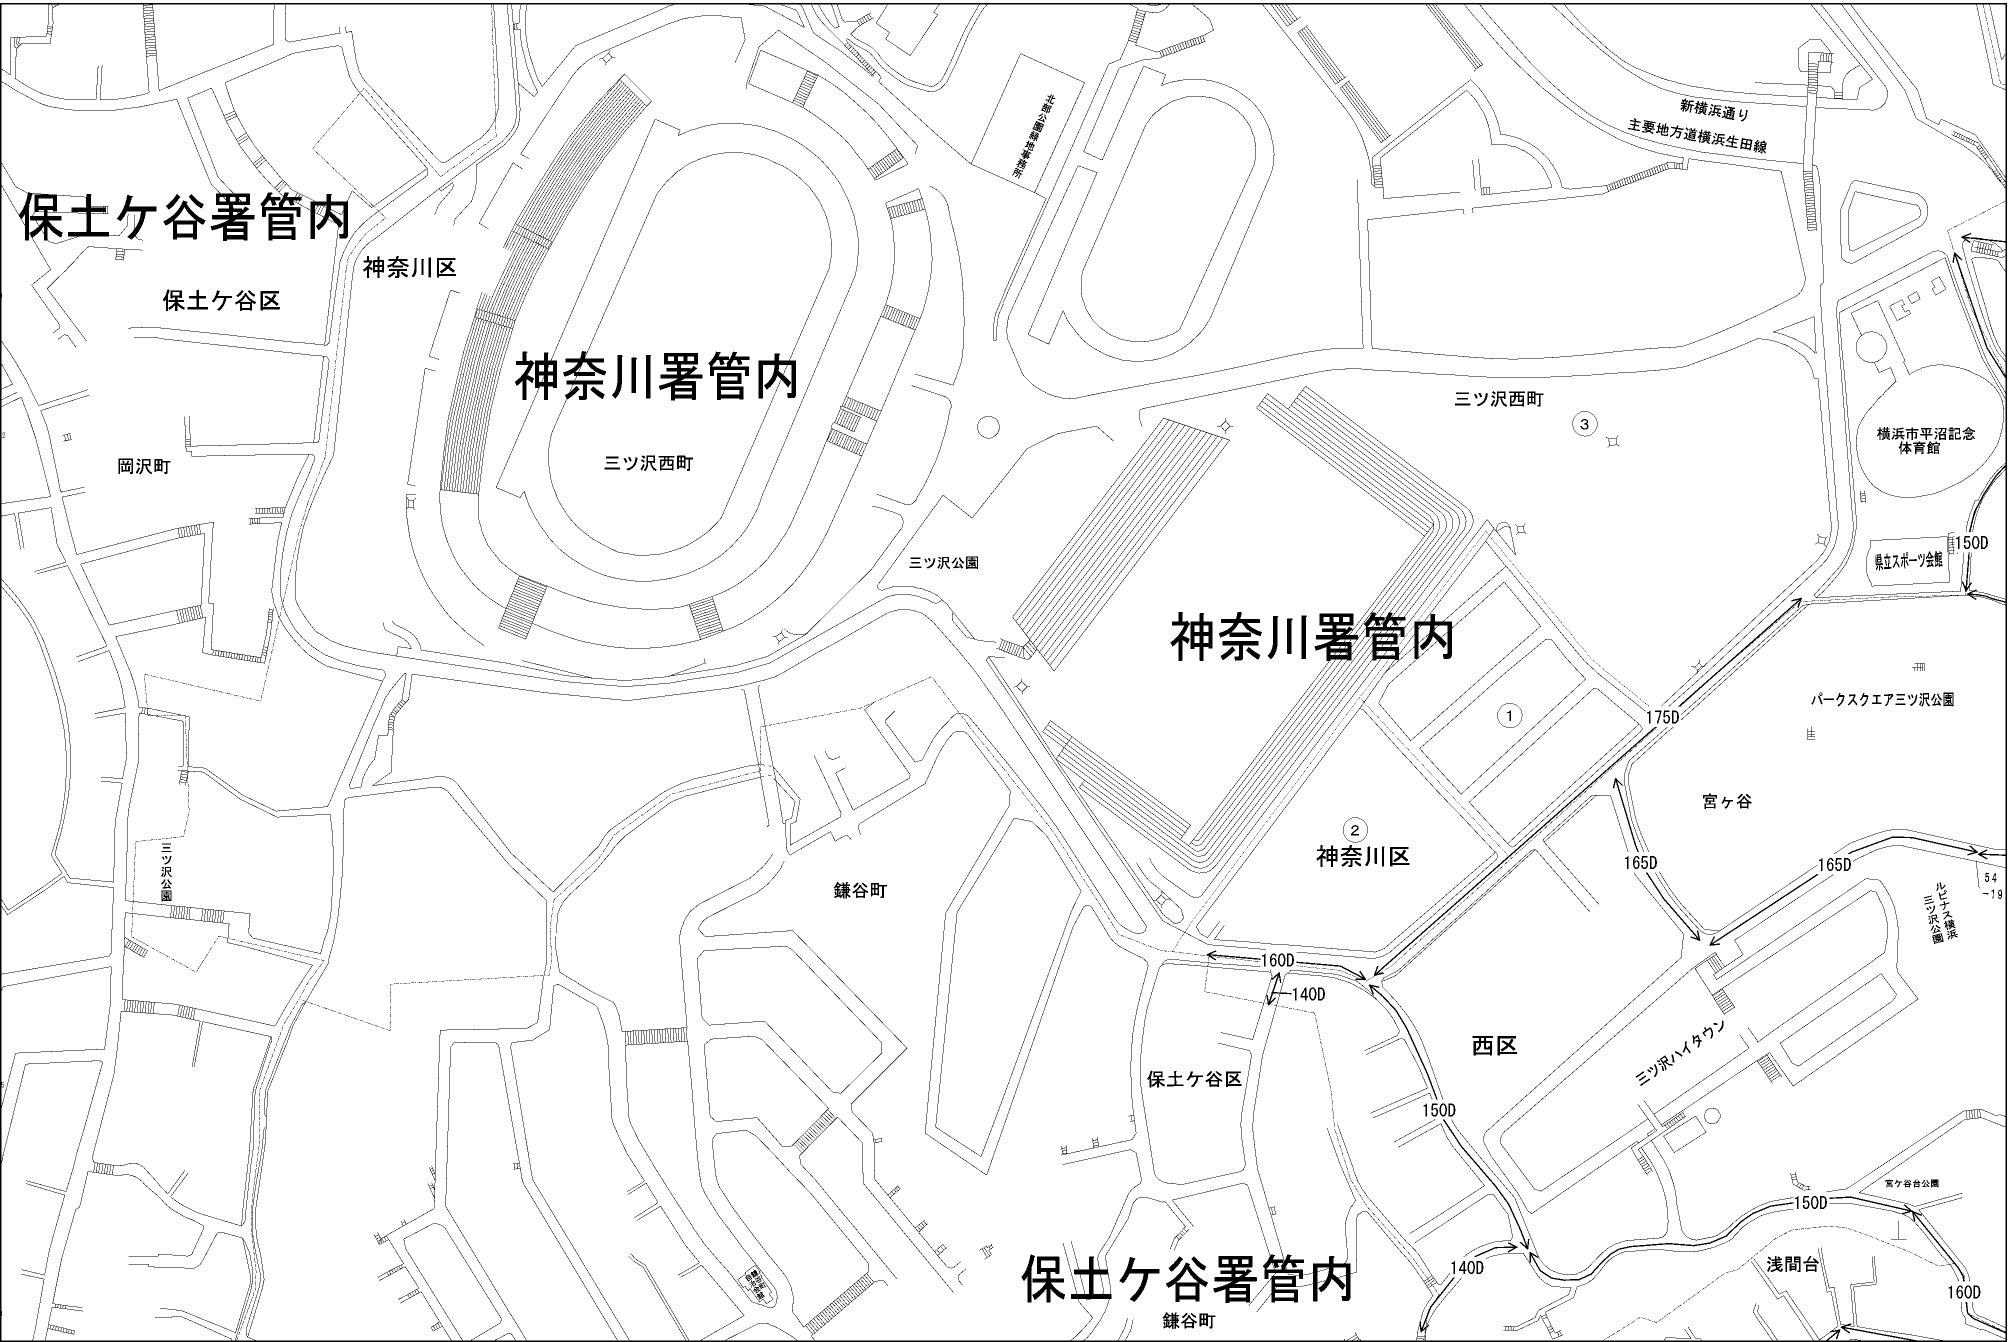 北部公園緑地事務所
新横浜通り
主要地方道横浜生田線
保土ケ谷署管内
神奈川区
保土ケ谷区
神奈川署管内
三ツ沢西町
三ツ沢西町
3
横浜市平沼記念
体育館
岡沢町
三ツ沢公園
150D
県立スポーツ会館
神奈川署管内
パークスクエア三ツ沢公園
1
175D
宮ヶ谷
2
神奈川区
165D
165D
54
-19
三ツ沢公園
鎌谷町
ルピナス横浜
三ツ沢公園
160D
140D
西区
三ツ沢ハイタウン
保土ケ谷区
150D
宮ケ谷台公園
150D
保土ケ谷署管内
140D
浅間台
160D
鎌谷町